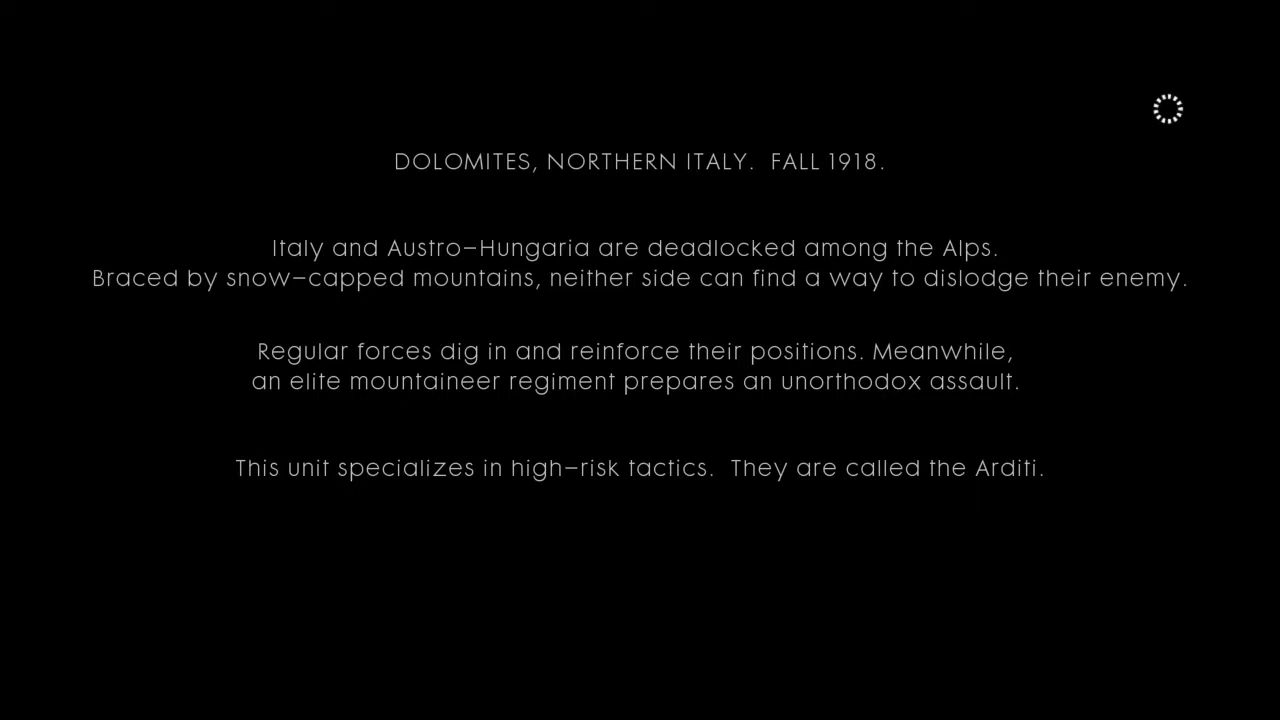 DOLOMITES, NORTHERN ITALY.  FALL 1918.
Italy and Austro-Hungaria are deadlocked among the Alps.
Braced by snow-capped mountains, neither side can find a way to dislodge their enemy.
Regular forces dig in and reinforce their positions. Meanwhile,
an elite mountaineer regiment prepares an unorthodox assault.
This unit specializes in high-risk tactics.  They are called the Arditi.